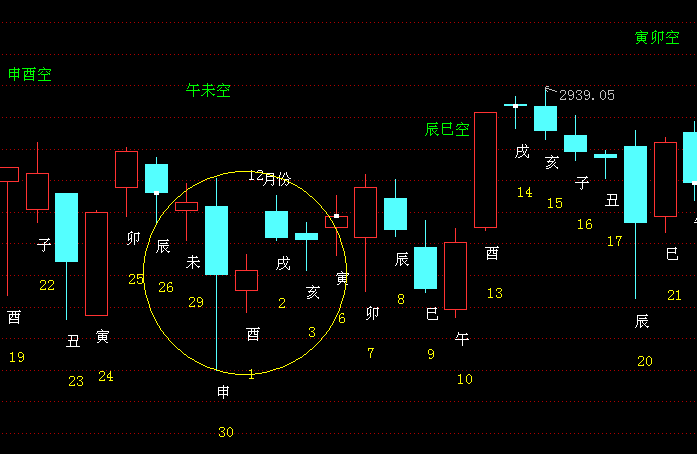 寅卯空
申酉空
午未空
2939.05
辰巳空
12月份
戌
亥
子
丑
14
15
16
17
子
22
卯
25
辰
26
未
29
戌
2
亥
3
寅
6
辰
8
酉
13
巳
21
酉
19
丑
23
寅
24
酉
1
卯
7
巳
9
午
10
辰
20
申
30